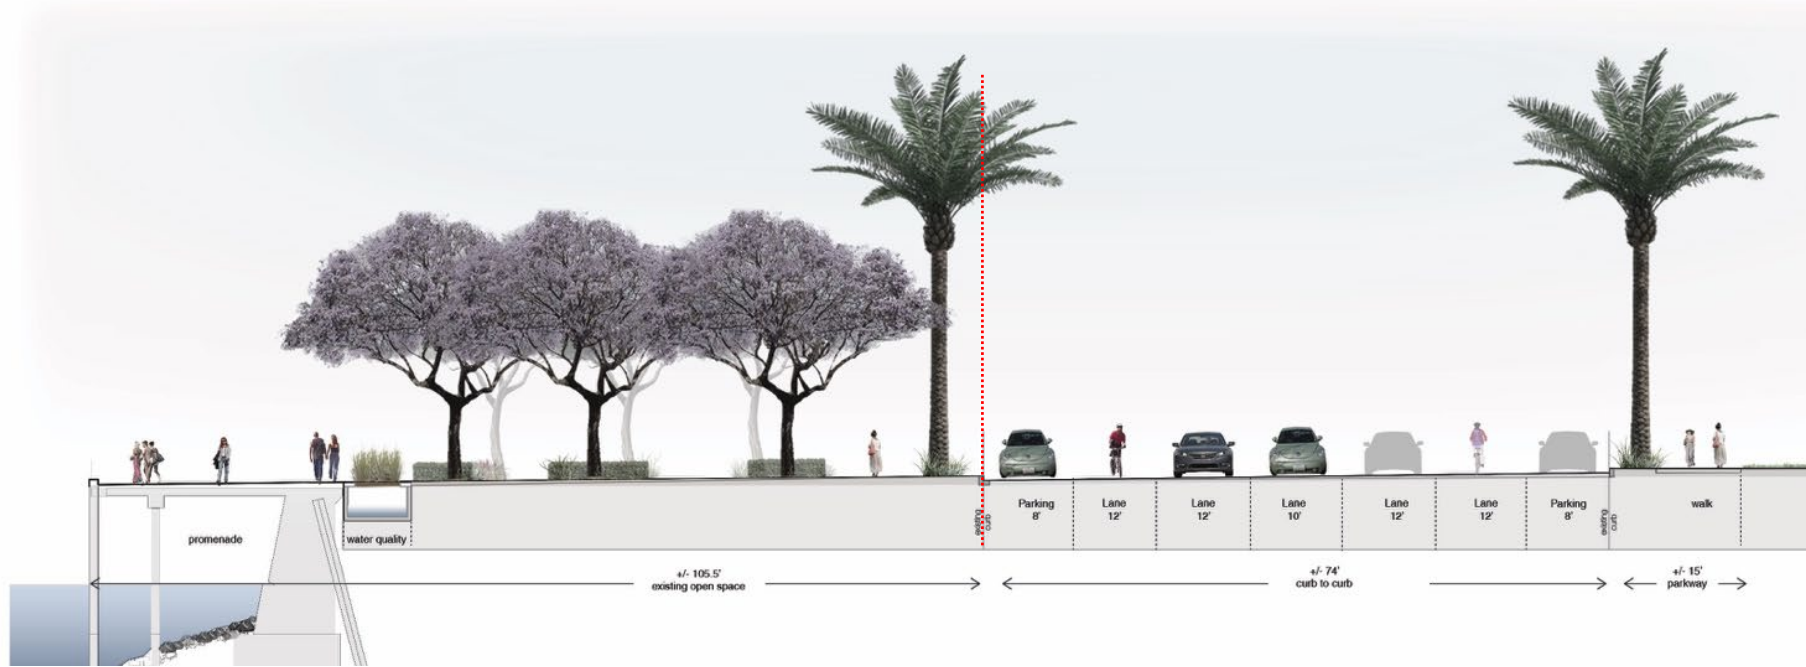 promenade
water quality
+/- 105.5'
existing open space
existing
curb
Parking
8'
Lane
12'
Lane
12'
Lane
10'
Lane
12'
Lane
12'
Parking
8'
existing
curb
walk
+/- 74'
curb to curb
+/- 15'
parkway